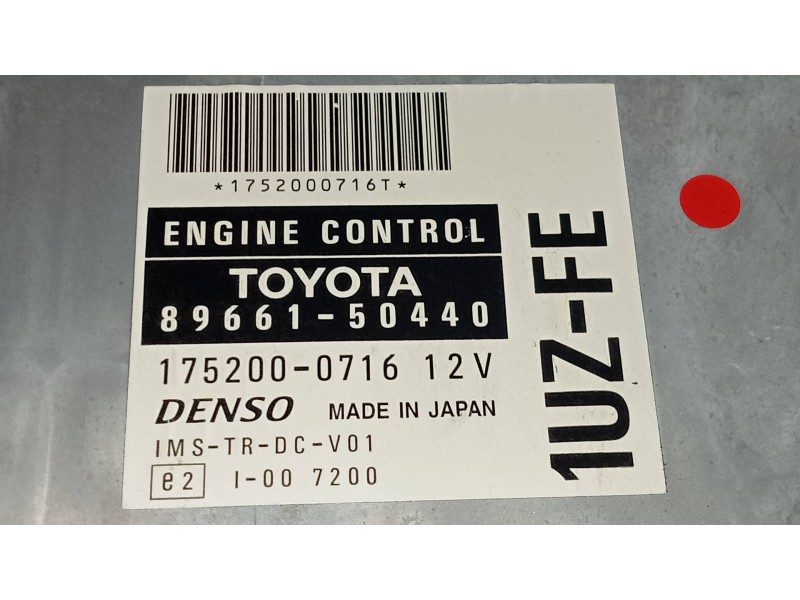 *1752000716T*
ENGINE CONTROL
TOYOTA
89661-50440
175200-0716 12V
DENSO MADE IN JAPAN
IMS-TR-DC-V01
e2 I-00 7200
1UZ-FE